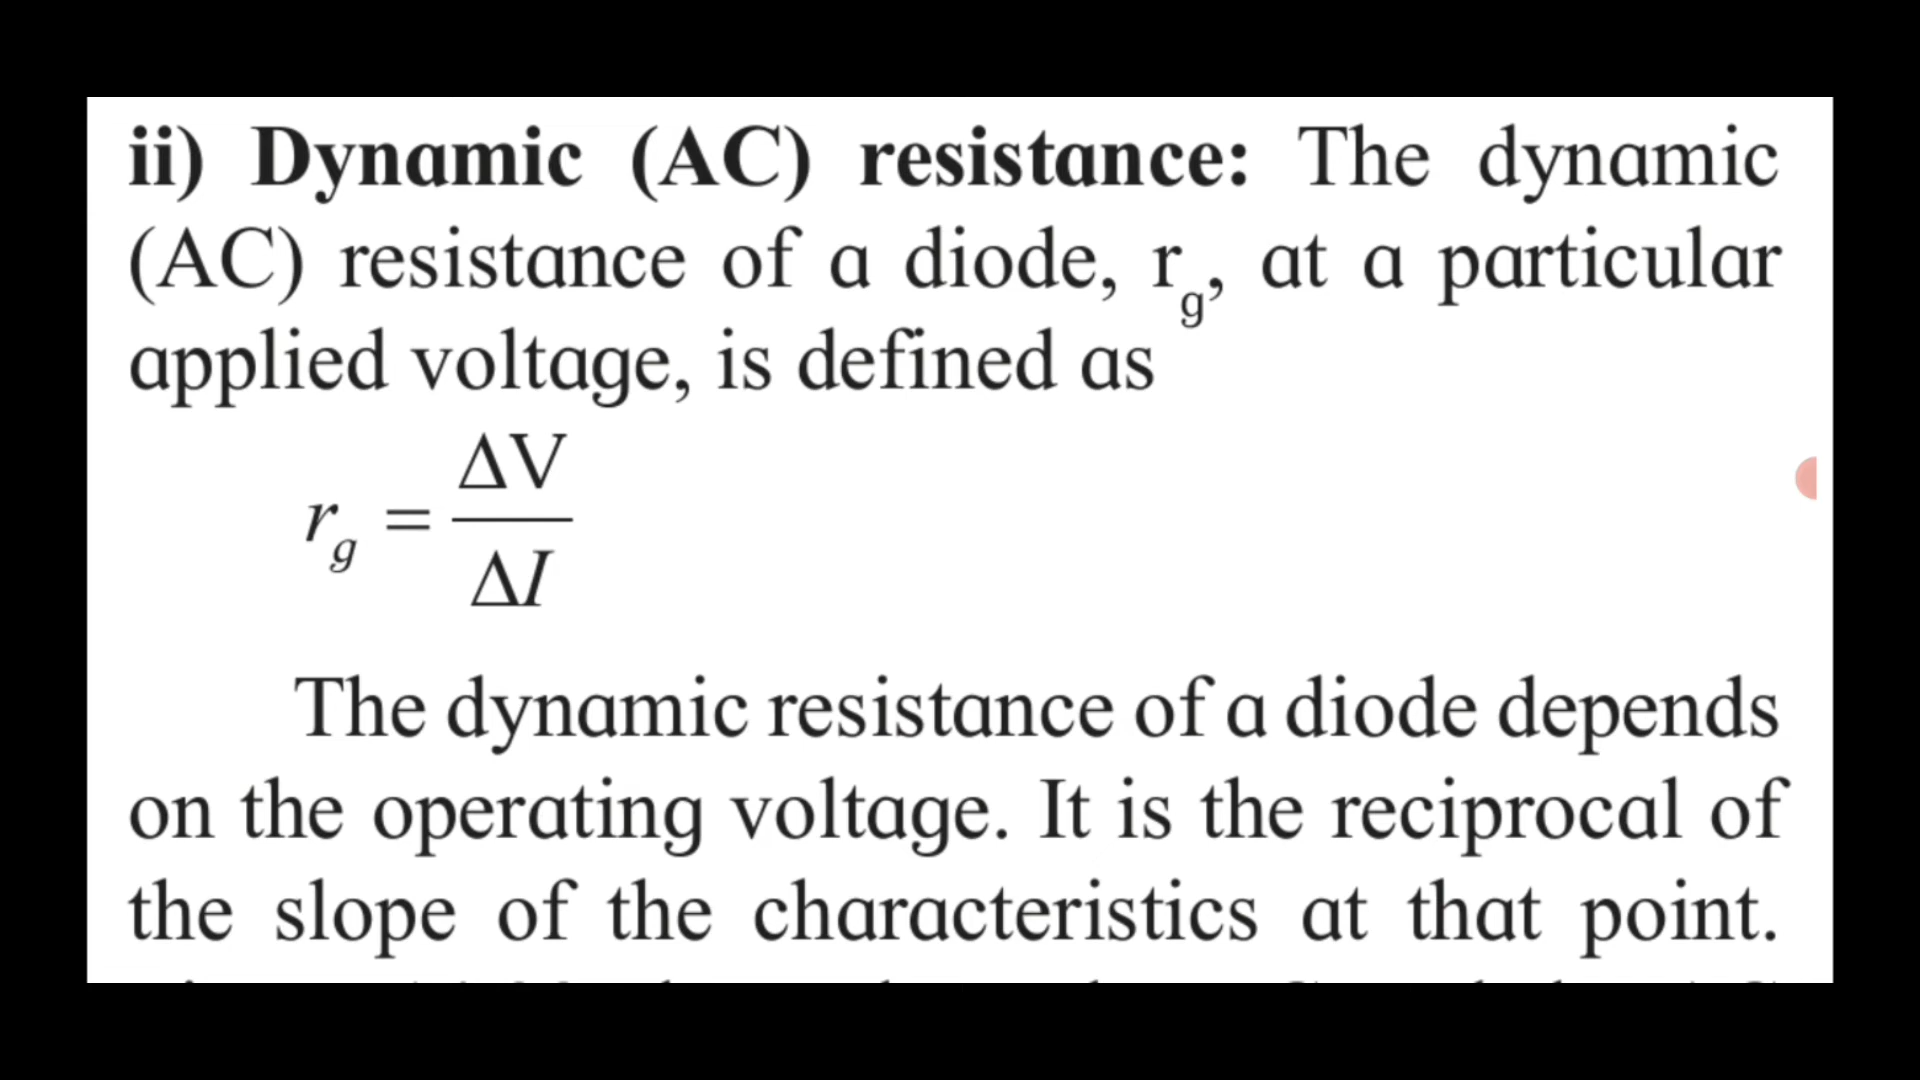 ii) Dynamic (AC) resistance: The dynamic
(AC) resistance of a diode, r_g, at a particular
applied voltage, is defined as
r_g = ΔV / ΔI
The dynamic resistance of a diode depends
on the operating voltage. It is the reciprocal of
the slope of the characteristics at that point.